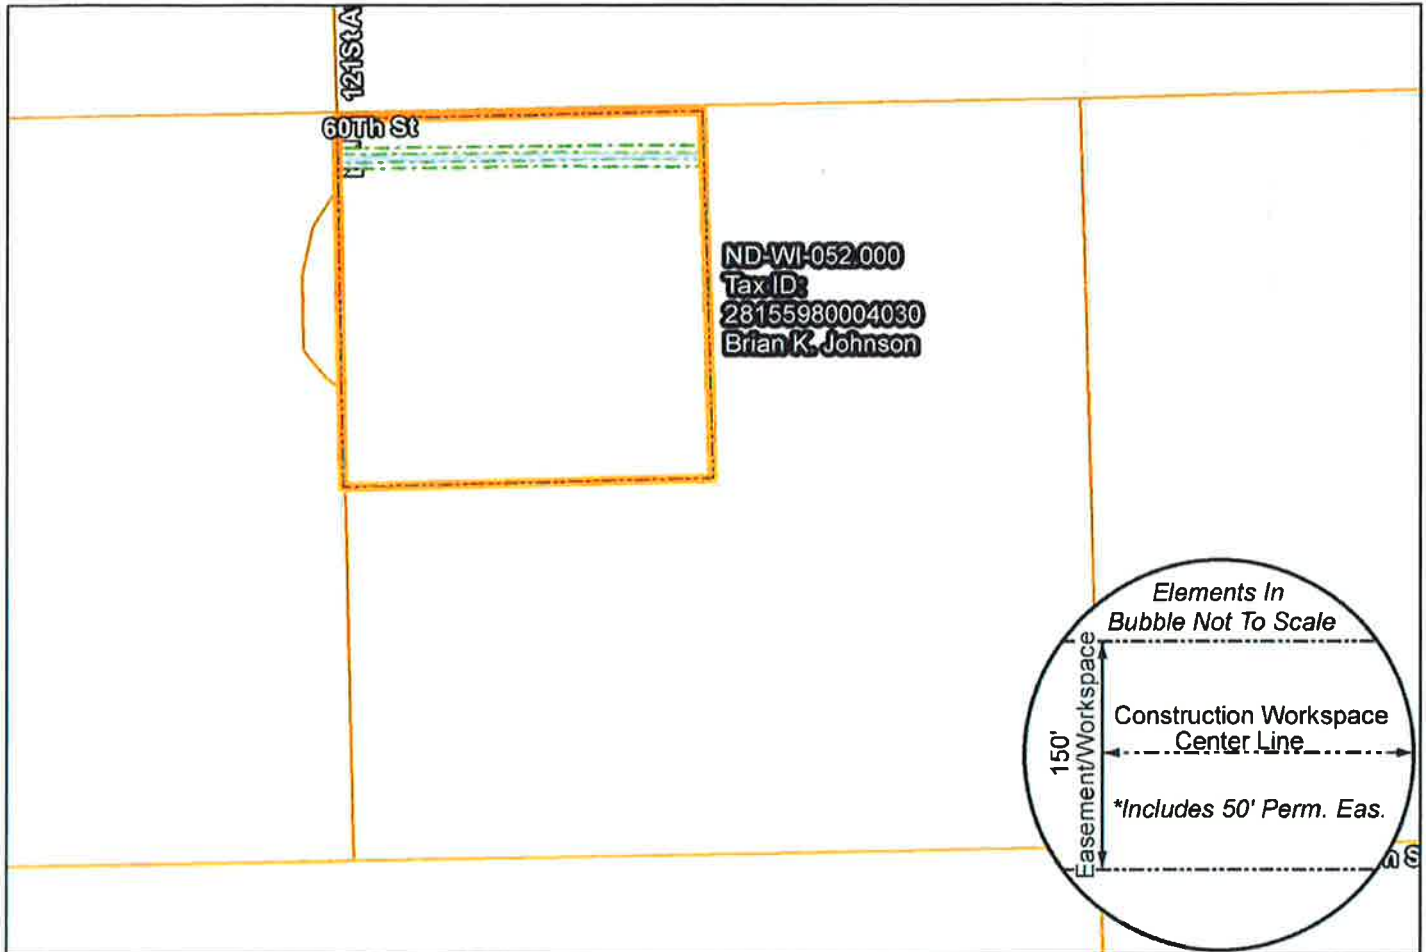 121St A
60Th St
ND-WI-052.000
Tax ID:
28155980004030
Brian K. Johnson
Elements In
Bubble Not To Scale
150'
Easement/Workspace
Construction Workspace
Center Line
*Includes 50' Perm. Eas.
h S